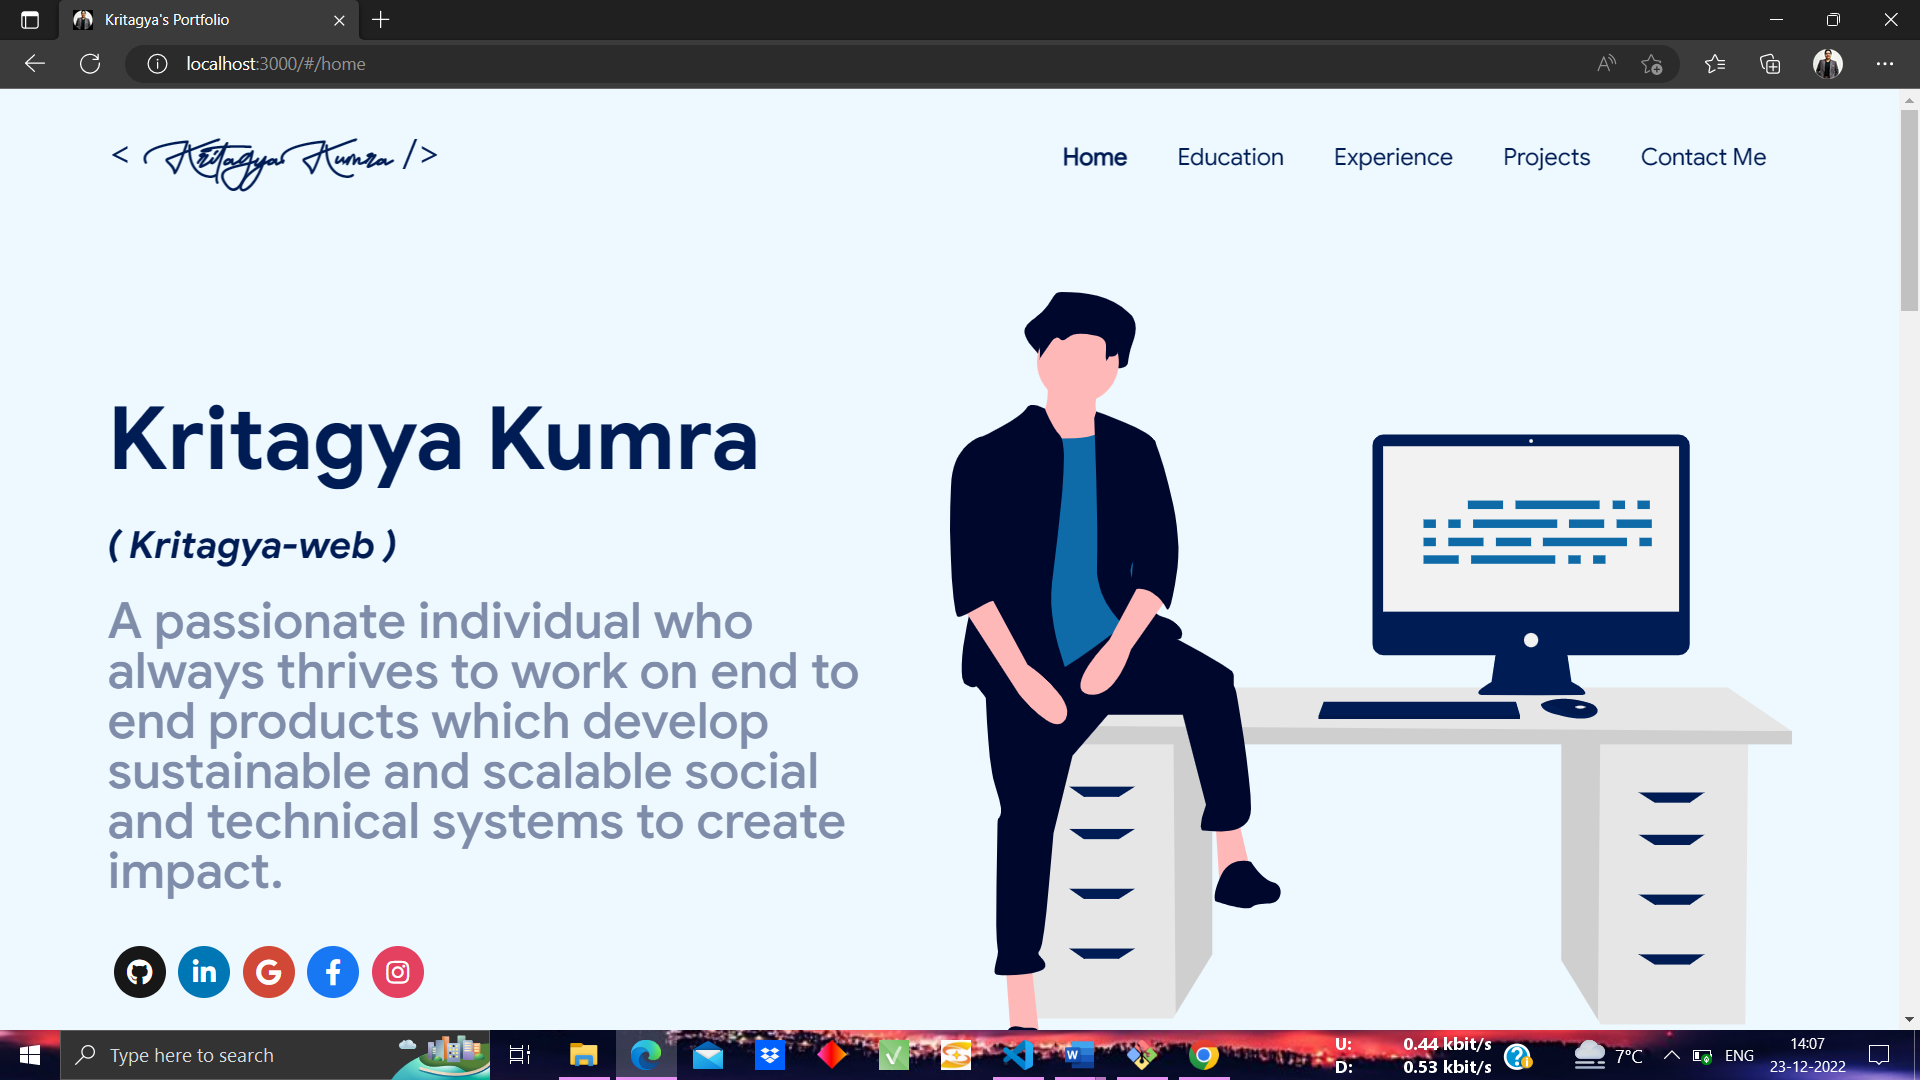 Kritagya's Portfolio
localhost:3000/#/home
< Kritagya Kumra />
Home Education Experience Projects Contact Me
Kritagya Kumra
( Kritagya-web )
A passionate individual who
always thrives to work on end to
end products which develop
sustainable and scalable social
and technical systems to create
impact.
Type here to search
U: 0.44 kbit/s
D: 0.53 kbit/s
7°C
ENG
14:07
23-12-2022